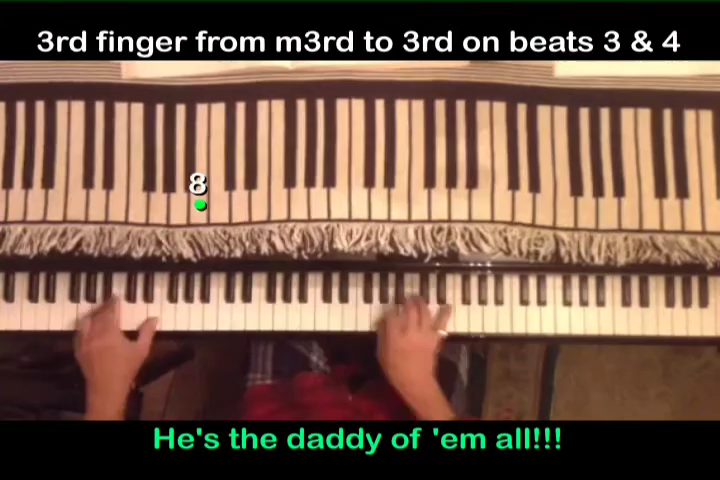 3rd finger from m3rd to 3rd on beats 3 & 4
8
He's the daddy of 'em all!!!